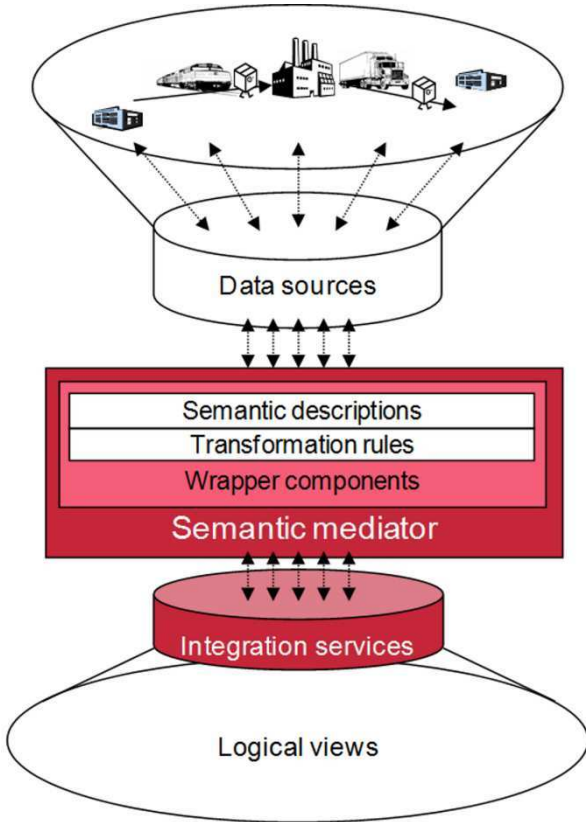 Data sources
Semantic descriptions
Transformation rules
Wrapper components
Semantic mediator
Integration services
Logical views